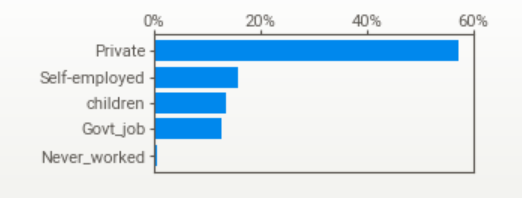 0% 20% 40% 60%
Private
Self-employed
children
Govt_job
Never_worked